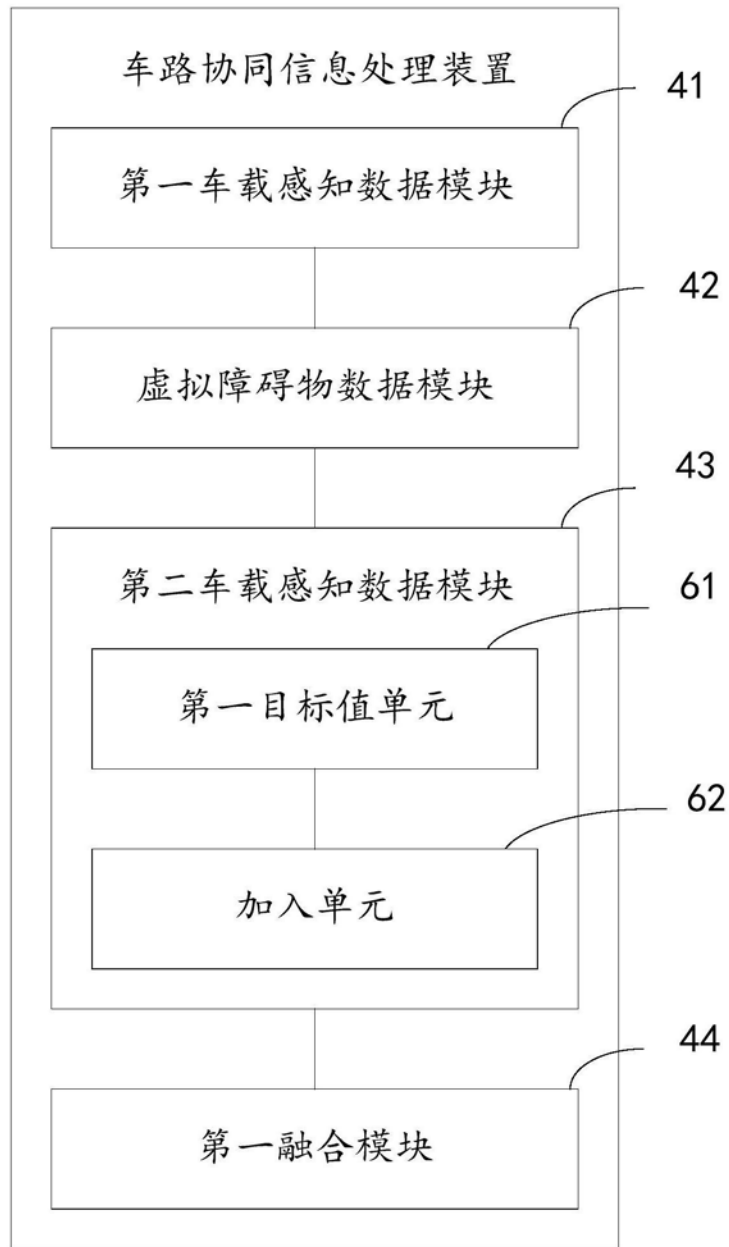 车路协同信息处理装置
41
第一车载感知数据模块
42
虚拟障碍物数据模块
43
第二车载感知数据模块
61
第一目标值单元
62
加入单元
44
第一融合模块